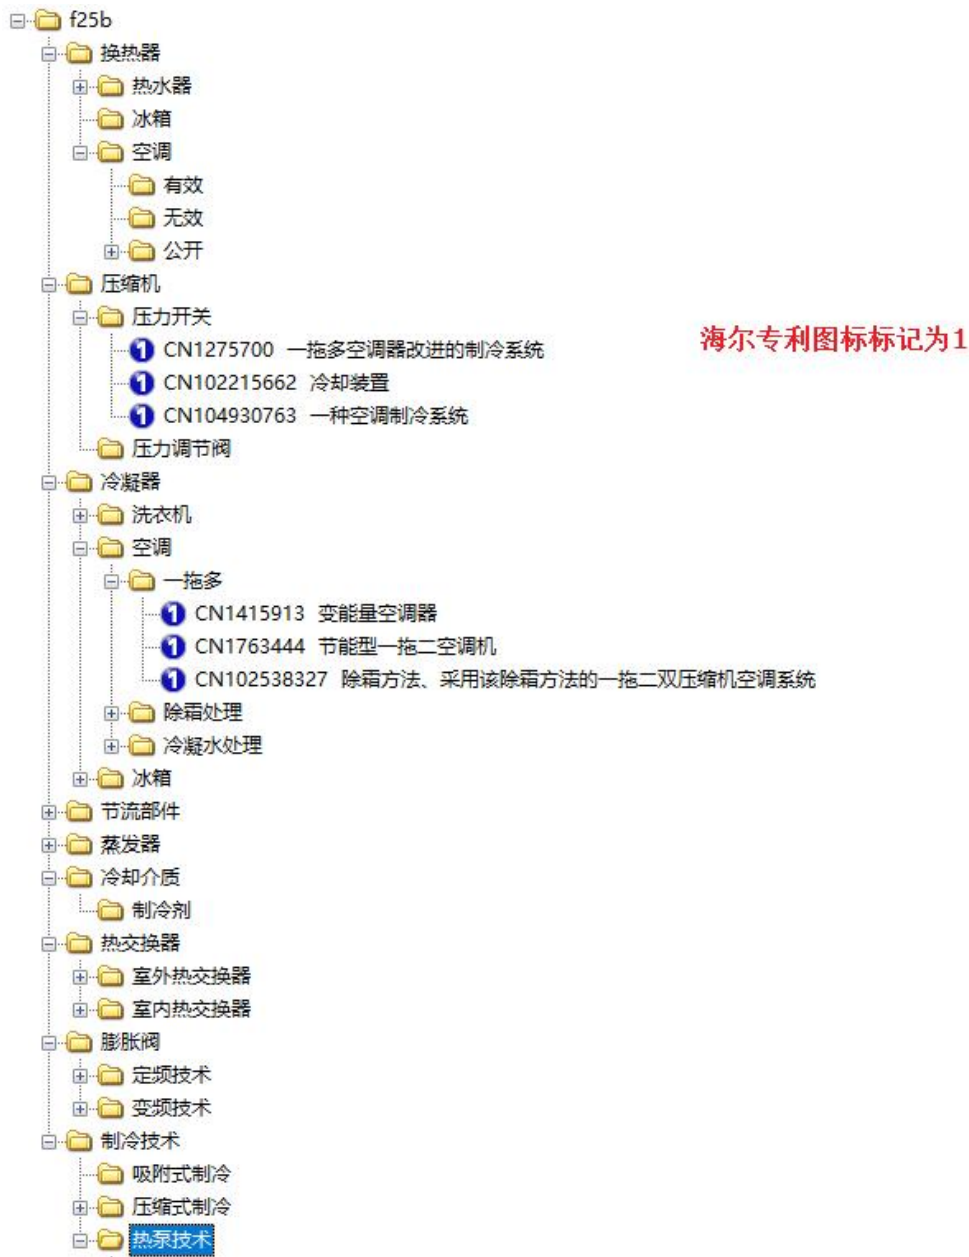 f25b
换热器
热水器
冰箱
空调
有效
无效
公开
压缩机
压力开关
海尔专利图标标记为1
1 CN1275700 一拖多空调器改进的制冷系统
1 CN102215662 冷却装置
1 CN104930763 一种空调制冷系统
压力调节阀
冷凝器
洗衣机
空调
一拖多
1 CN1415913 变能量空调器
1 CN1763444 节能型一拖二空调机
1 CN102538327 除霜方法、采用该除霜方法的一拖二双压缩机空调系统
除霜处理
冷凝水处理
冰箱
节流部件
蒸发器
冷却介质
制冷剂
热交换器
室外热交换器
室内热交换器
膨胀阀
定频技术
变频技术
制冷技术
吸附式制冷
压缩式制冷
热泵技术